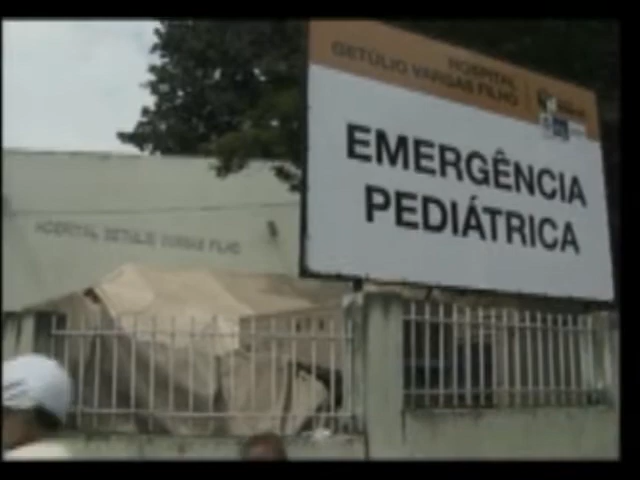 HOSPITAL
GETÚLIO VARGAS FILHO
EMERGÊNCIA
PEDIÁTRICA
HOSPITAL GETÚLIO VARGAS FILHO